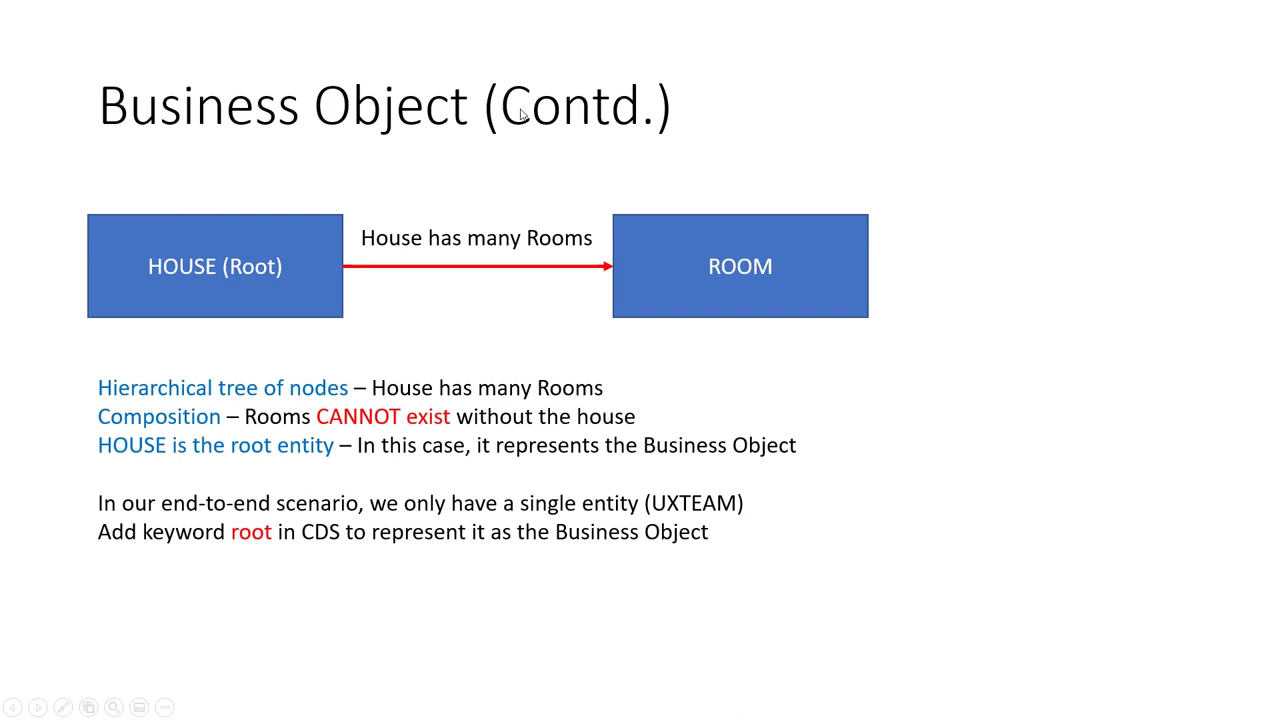 Business Object (Contd.)
House has many Rooms
HOUSE (Root)
ROOM
Hierarchical tree of nodes – House has many Rooms
Composition – Rooms CANNOT exist without the house
HOUSE is the root entity – In this case, it represents the Business Object
In our end-to-end scenario, we only have a single entity (UXTEAM)
Add keyword root in CDS to represent it as the Business Object